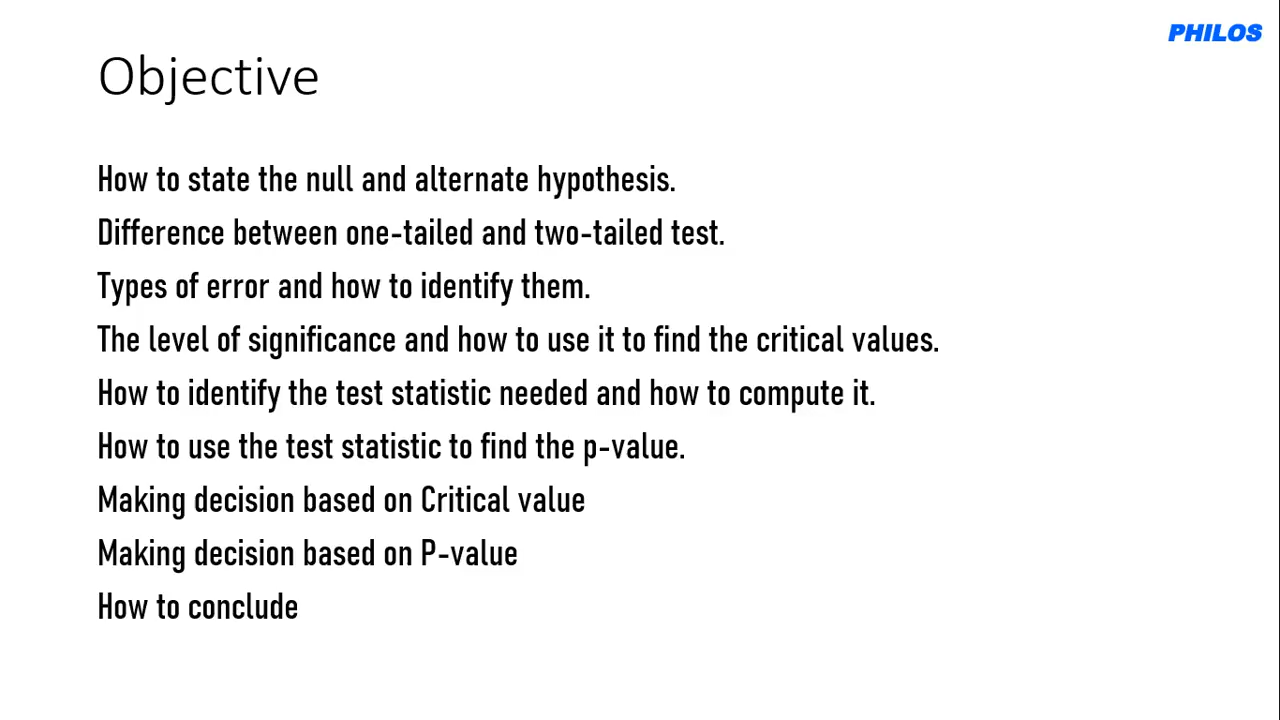 PHILOS
Objective
How to state the null and alternate hypothesis.
Difference between one-tailed and two-tailed test.
Types of error and how to identify them.
The level of significance and how to use it to find the critical values.
How to identify the test statistic needed and how to compute it.
How to use the test statistic to find the p-value.
Making decision based on Critical value
Making decision based on P-value
How to conclude